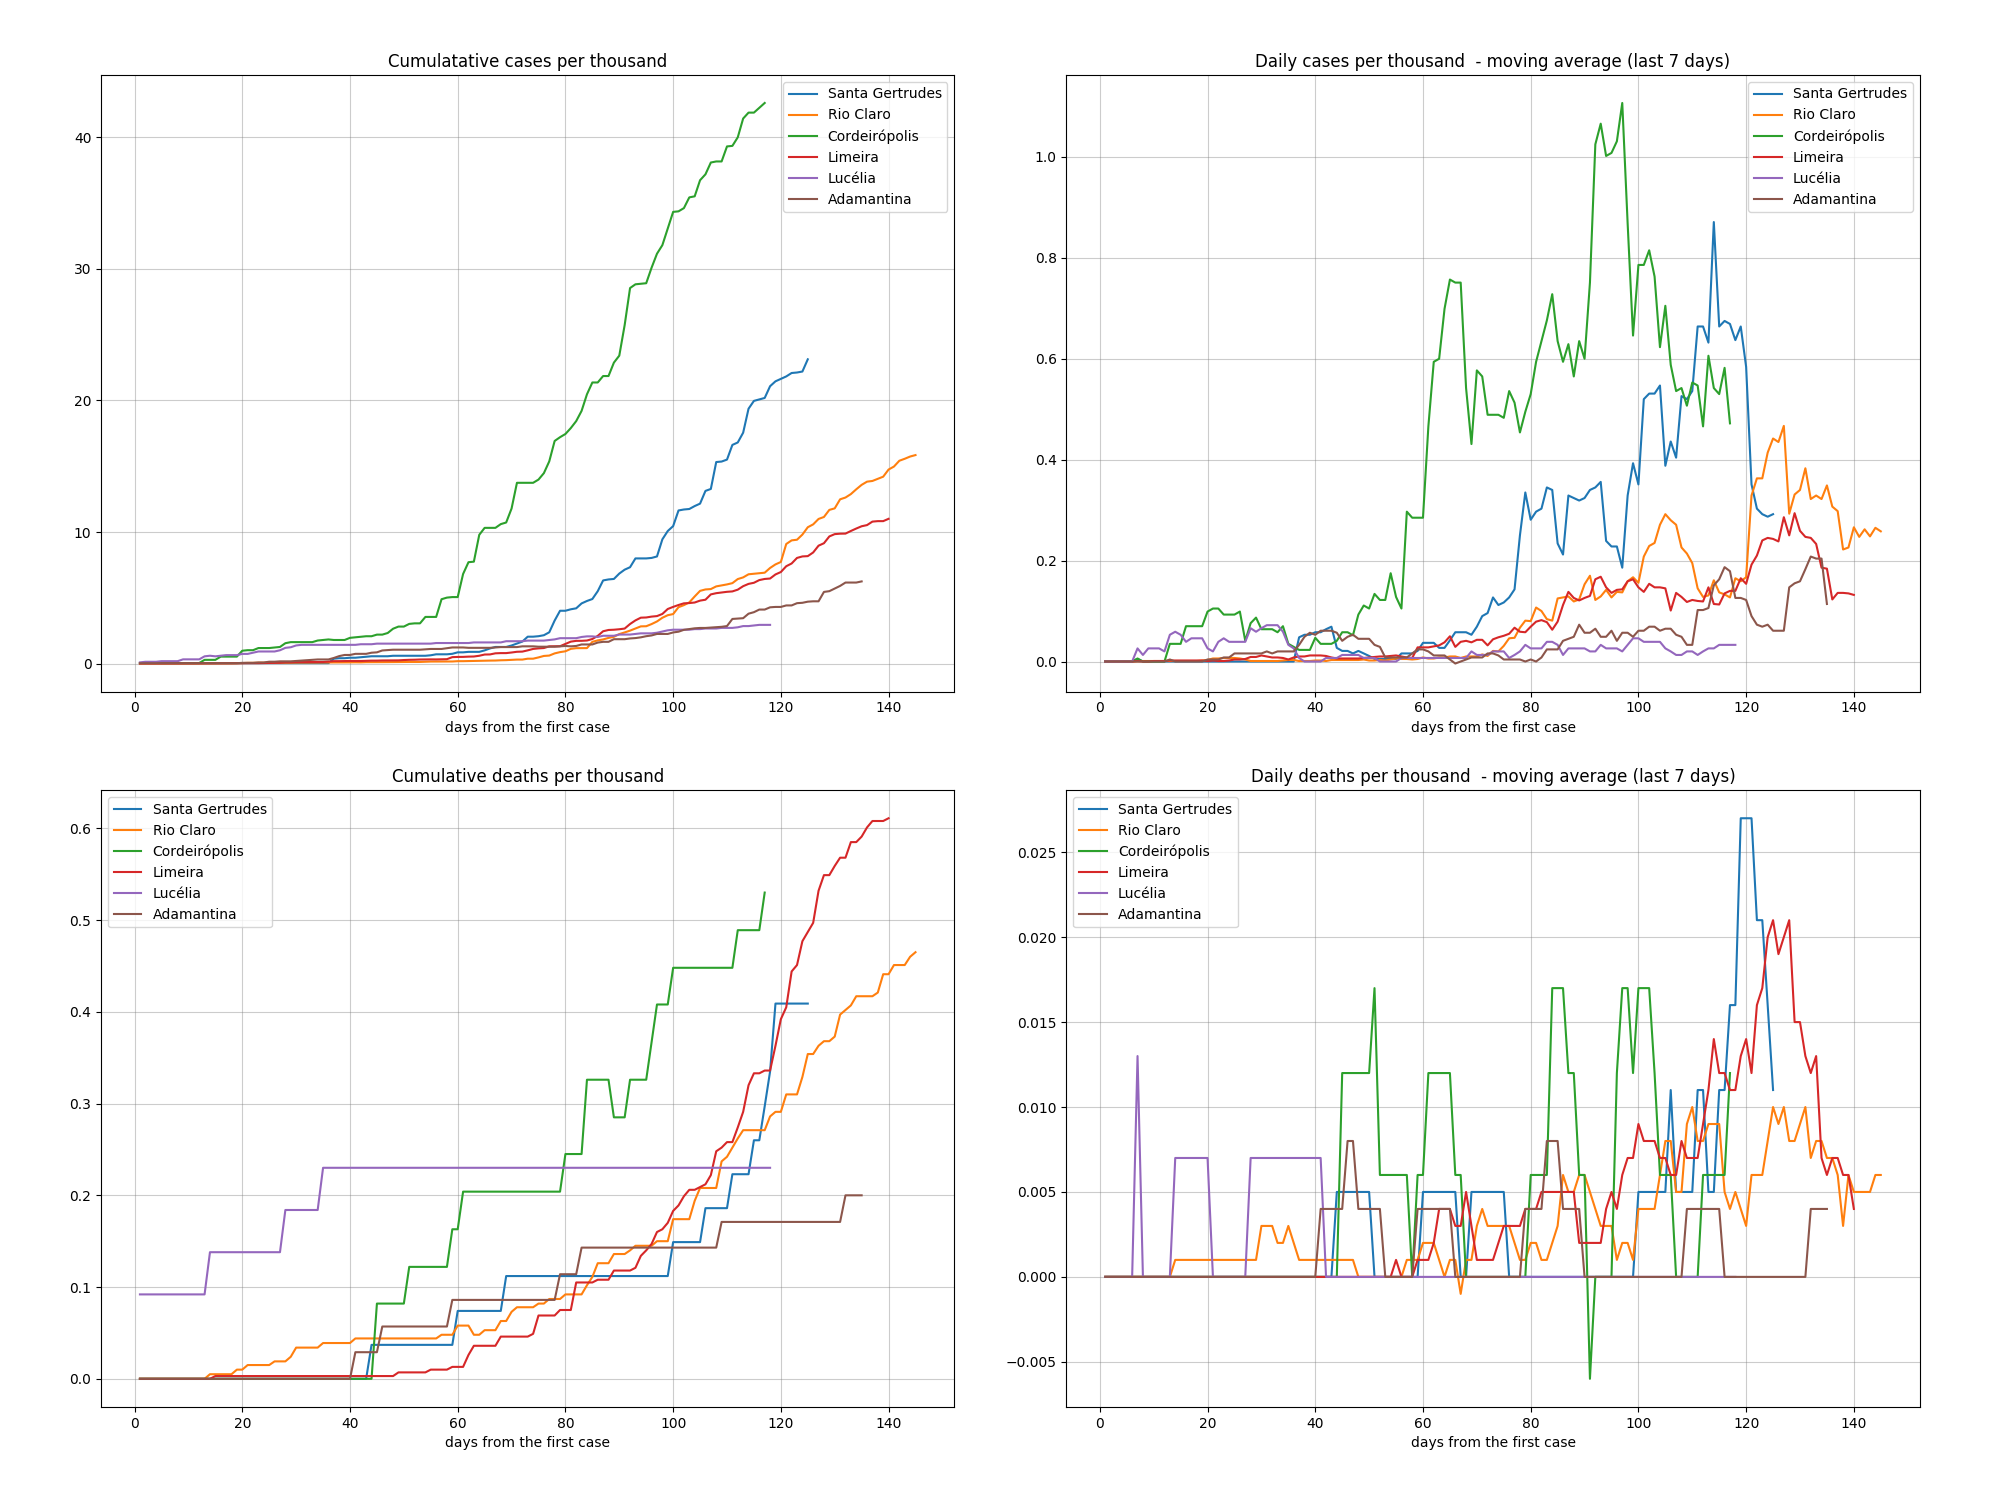 Cumulatative cases per thousand
40
30
20
10
0
Santa Gertrudes
Rio Claro
Cordeirópolis
Limeira
Lucélia
Adamantina
0 20 40 60 80 100 120 140
days from the first case
Daily cases per thousand - moving average (last 7 days)
1.0
0.8
0.6
0.4
0.2
0.0
Santa Gertrudes
Rio Claro
Cordeirópolis
Limeira
Lucélia
Adamantina
0 20 40 60 80 100 120 140
days from the first case
Cumulative deaths per thousand
0.6
0.5
0.4
0.3
0.2
0.1
0.0
Santa Gertrudes
Rio Claro
Cordeirópolis
Limeira
Lucélia
Adamantina
0 20 40 60 80 100 120 140
days from the first case
Daily deaths per thousand - moving average (last 7 days)
0.025
0.020
0.015
0.010
0.005
0.000
−0.005
Santa Gertrudes
Rio Claro
Cordeirópolis
Limeira
Lucélia
Adamantina
0 20 40 60 80 100 120 140
days from the first case